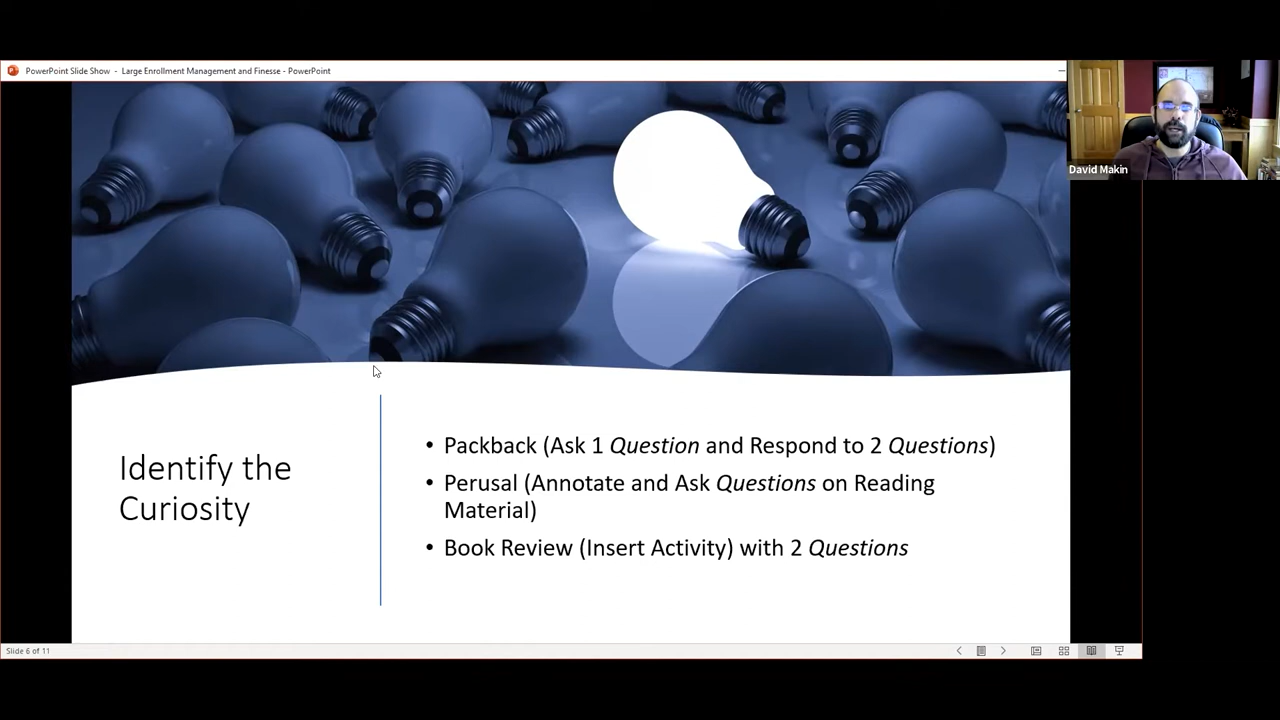 PowerPoint Slide Show - Large Enrollment Management and Finesse - PowerPoint
David Makin
Identify the
Curiosity
• Packback (Ask 1 Question and Respond to 2 Questions)
• Perusal (Annotate and Ask Questions on Reading
Material)
• Book Review (Insert Activity) with 2 Questions
Slide 6 of 11